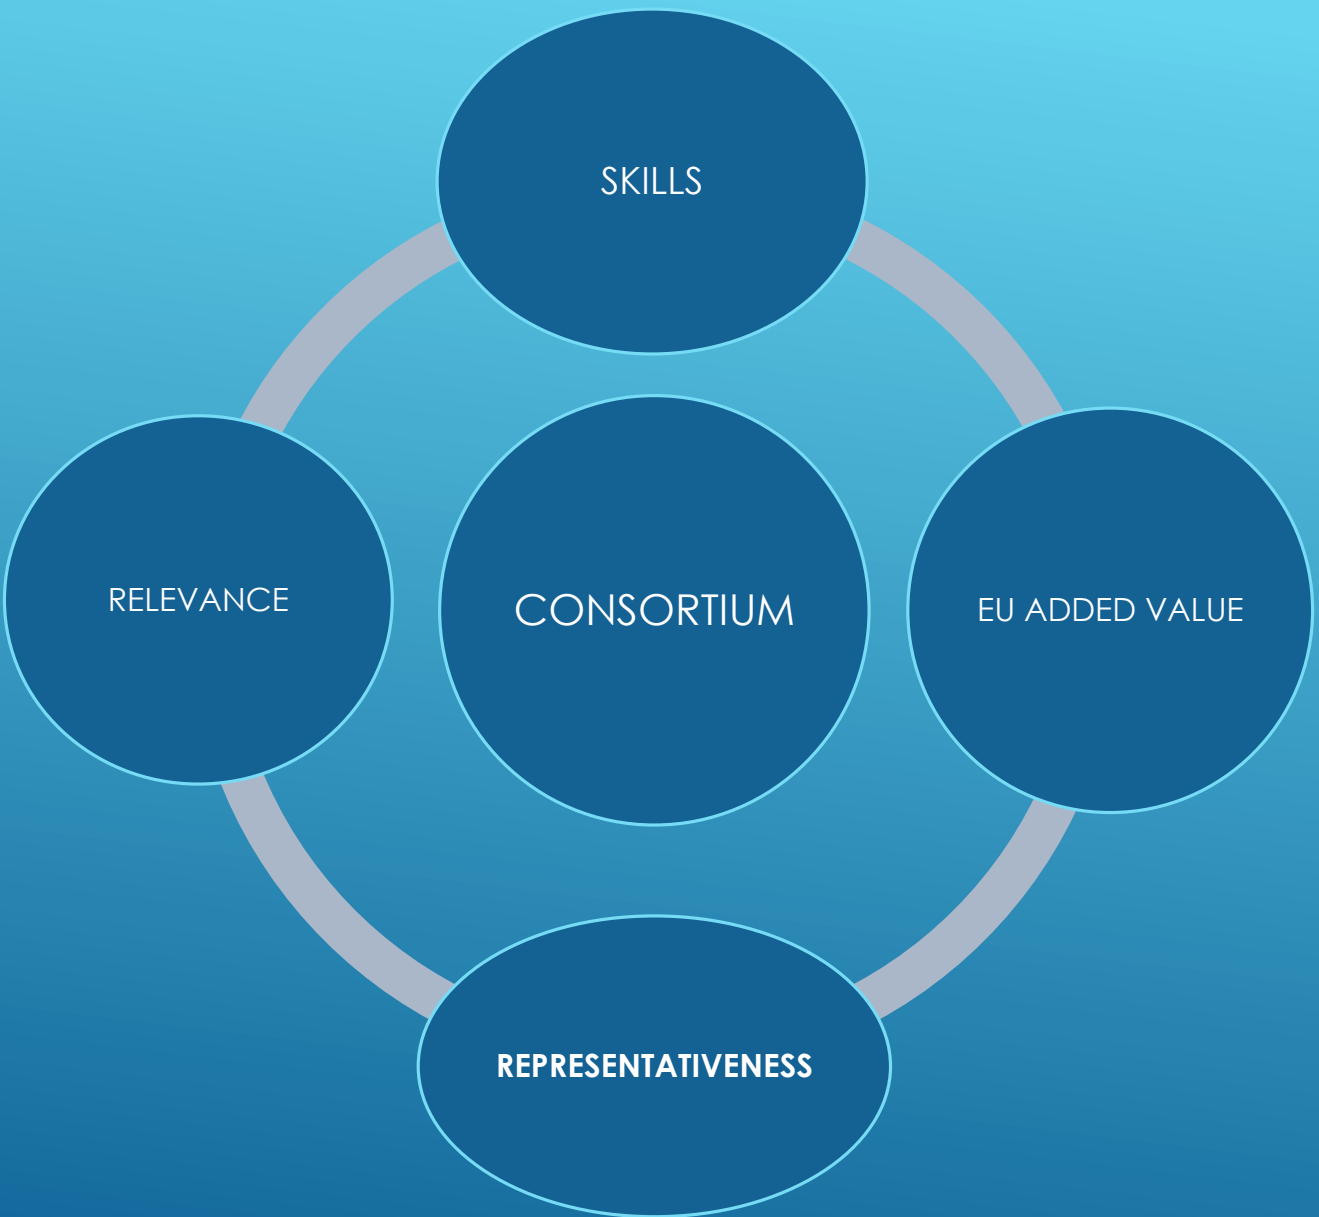 SKILLS
RELEVANCE
CONSORTIUM
EU ADDED VALUE
REPRESENTATIVENESS